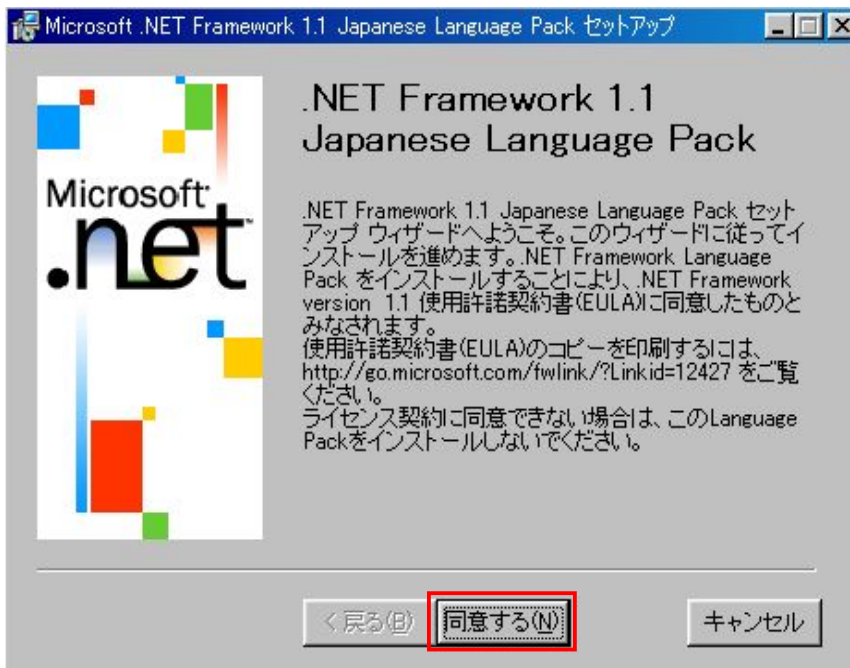 Microsoft .NET Framework 1.1 Japanese Language Pack セットアップ
.NET Framework 1.1
Japanese Language Pack
Microsoft
.net
.NET Framework 1.1 Japanese Language Pack セット
アップ ウィザードへようこそ。このウィザードに従ってイ
ンストールを進めます。.NET Framework Language
Pack をインストールすることにより、.NET Framework
version 1.1 使用許諾契約書(EULA)に同意したものと
みなされます。
使用許諾契約書(EULA)のコピーを印刷するには、
http://go.microsoft.com/fwlink/?Linkid=12427 をご覧
ください。
ライセンス契約に同意できない場合は、このLanguage
Packをインストールしないでください。
< 戻る(B) 同意する(N) キャンセル